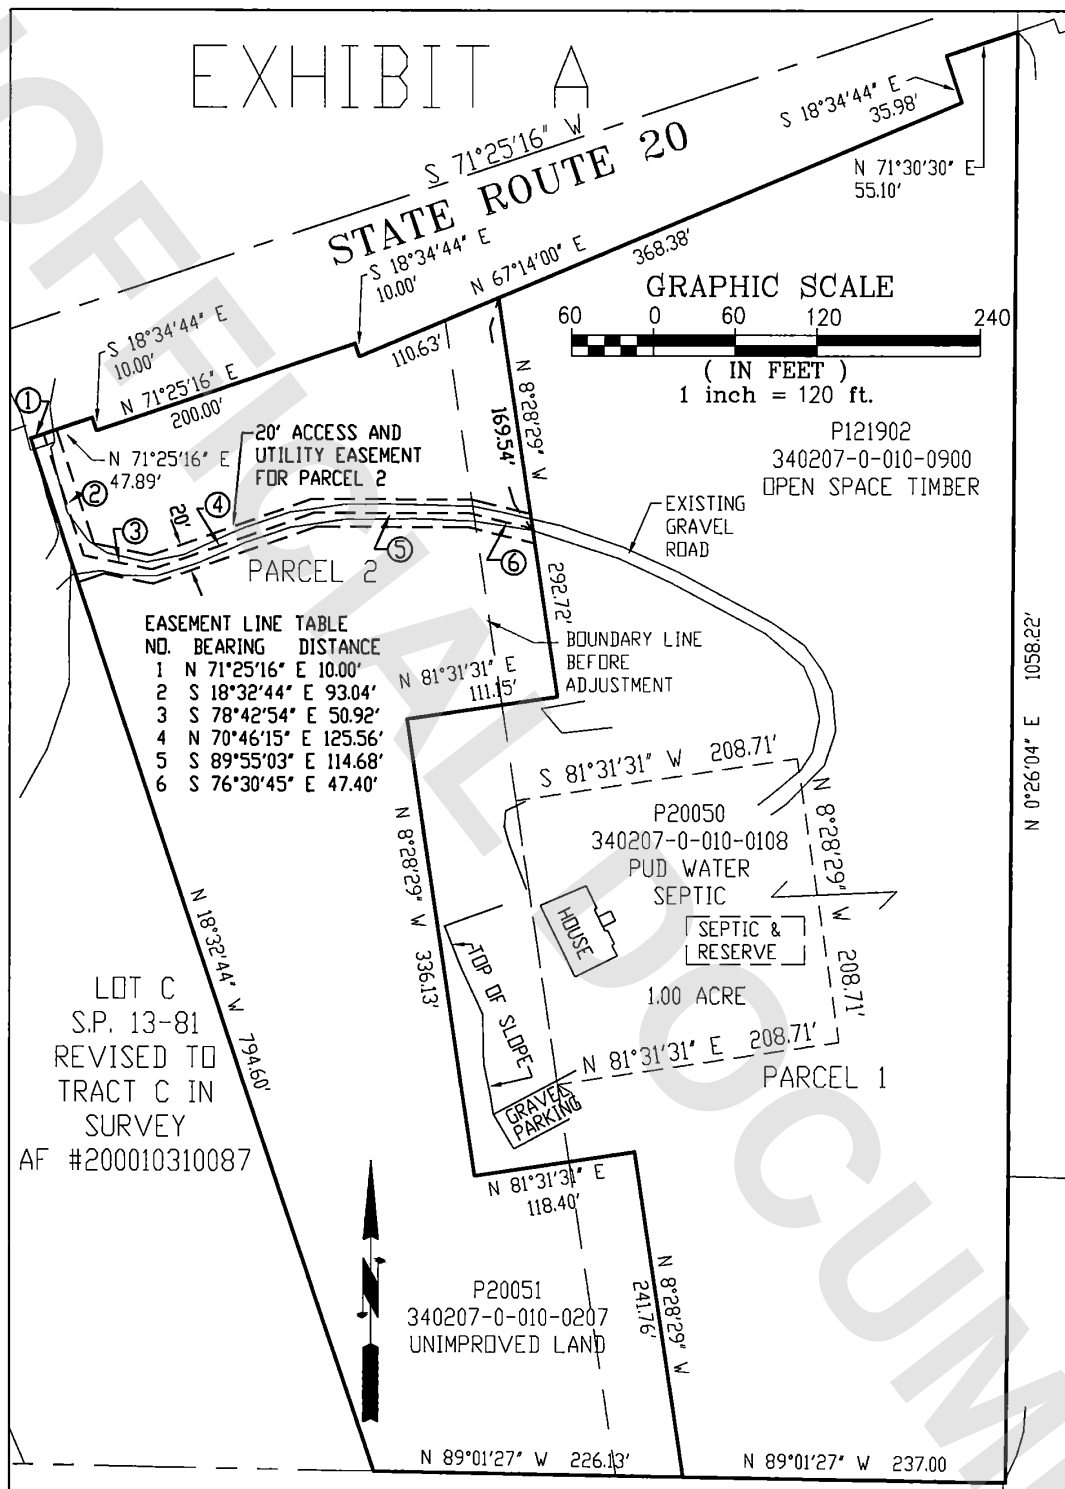 EXHIBIT A
S 71°25'16" W
STATE ROUTE 20
S 18°34'44" E
35.98'
N 71°30'30" E
55.10'
S 18°34'44" E
10.00'
N 67°14'00" E
368.38'
S 18°34'44" E
10.00'
N 71°25'16" E
200.00'
110.63'
GRAPHIC SCALE
60 0 60 120 240
( IN FEET )
1 inch = 120 ft.
1
N 71°25'16" E
47.89'
20' ACCESS AND
UTILITY EASEMENT
FOR PARCEL 2
N 8°28'29" W
169.54'
P121902
340207-0-010-0900
OPEN SPACE TIMBER
2
3
20'
4
5
6
EXISTING
GRAVEL
ROAD
PARCEL 2
292.72'
EASEMENT LINE TABLE
NO. BEARING DISTANCE
1 N 71°25'16" E 10.00'
2 S 18°32'44" E 93.04'
3 S 78°42'54" E 50.92'
4 N 70°46'15" E 125.56'
5 S 89°55'03" E 114.68'
6 S 76°30'45" E 47.40'
BOUNDARY LINE
BEFORE
ADJUSTMENT
N 81°31'31" E
111.15'
N 0°26'04" E 1058.22'
S 81°31'31" W 208.71'
P20050
340207-0-010-0108
PUD WATER
SEPTIC
N 8°28'29" W 208.71'
N 8°28'29" W 336.13'
HOUSE
SEPTIC &
RESERVE
1.00 ACRE
TOP OF SLOPE
N 81°31'31" E 208.71'
PARCEL 1
GRAVEL
PARKING
N 18°32'44" W 794.60'
LOT C
S.P. 13-81
REVISED TO
TRACT C IN
SURVEY
AF #200010310087
N 81°31'31" E
118.40'
N
P20051
340207-0-010-0207
UNIMPROVED LAND
N 8°28'29" W
241.76'
N 89°01'27" W 226.13'
N 89°01'27" W 237.00
OFFICIAL DOCUM